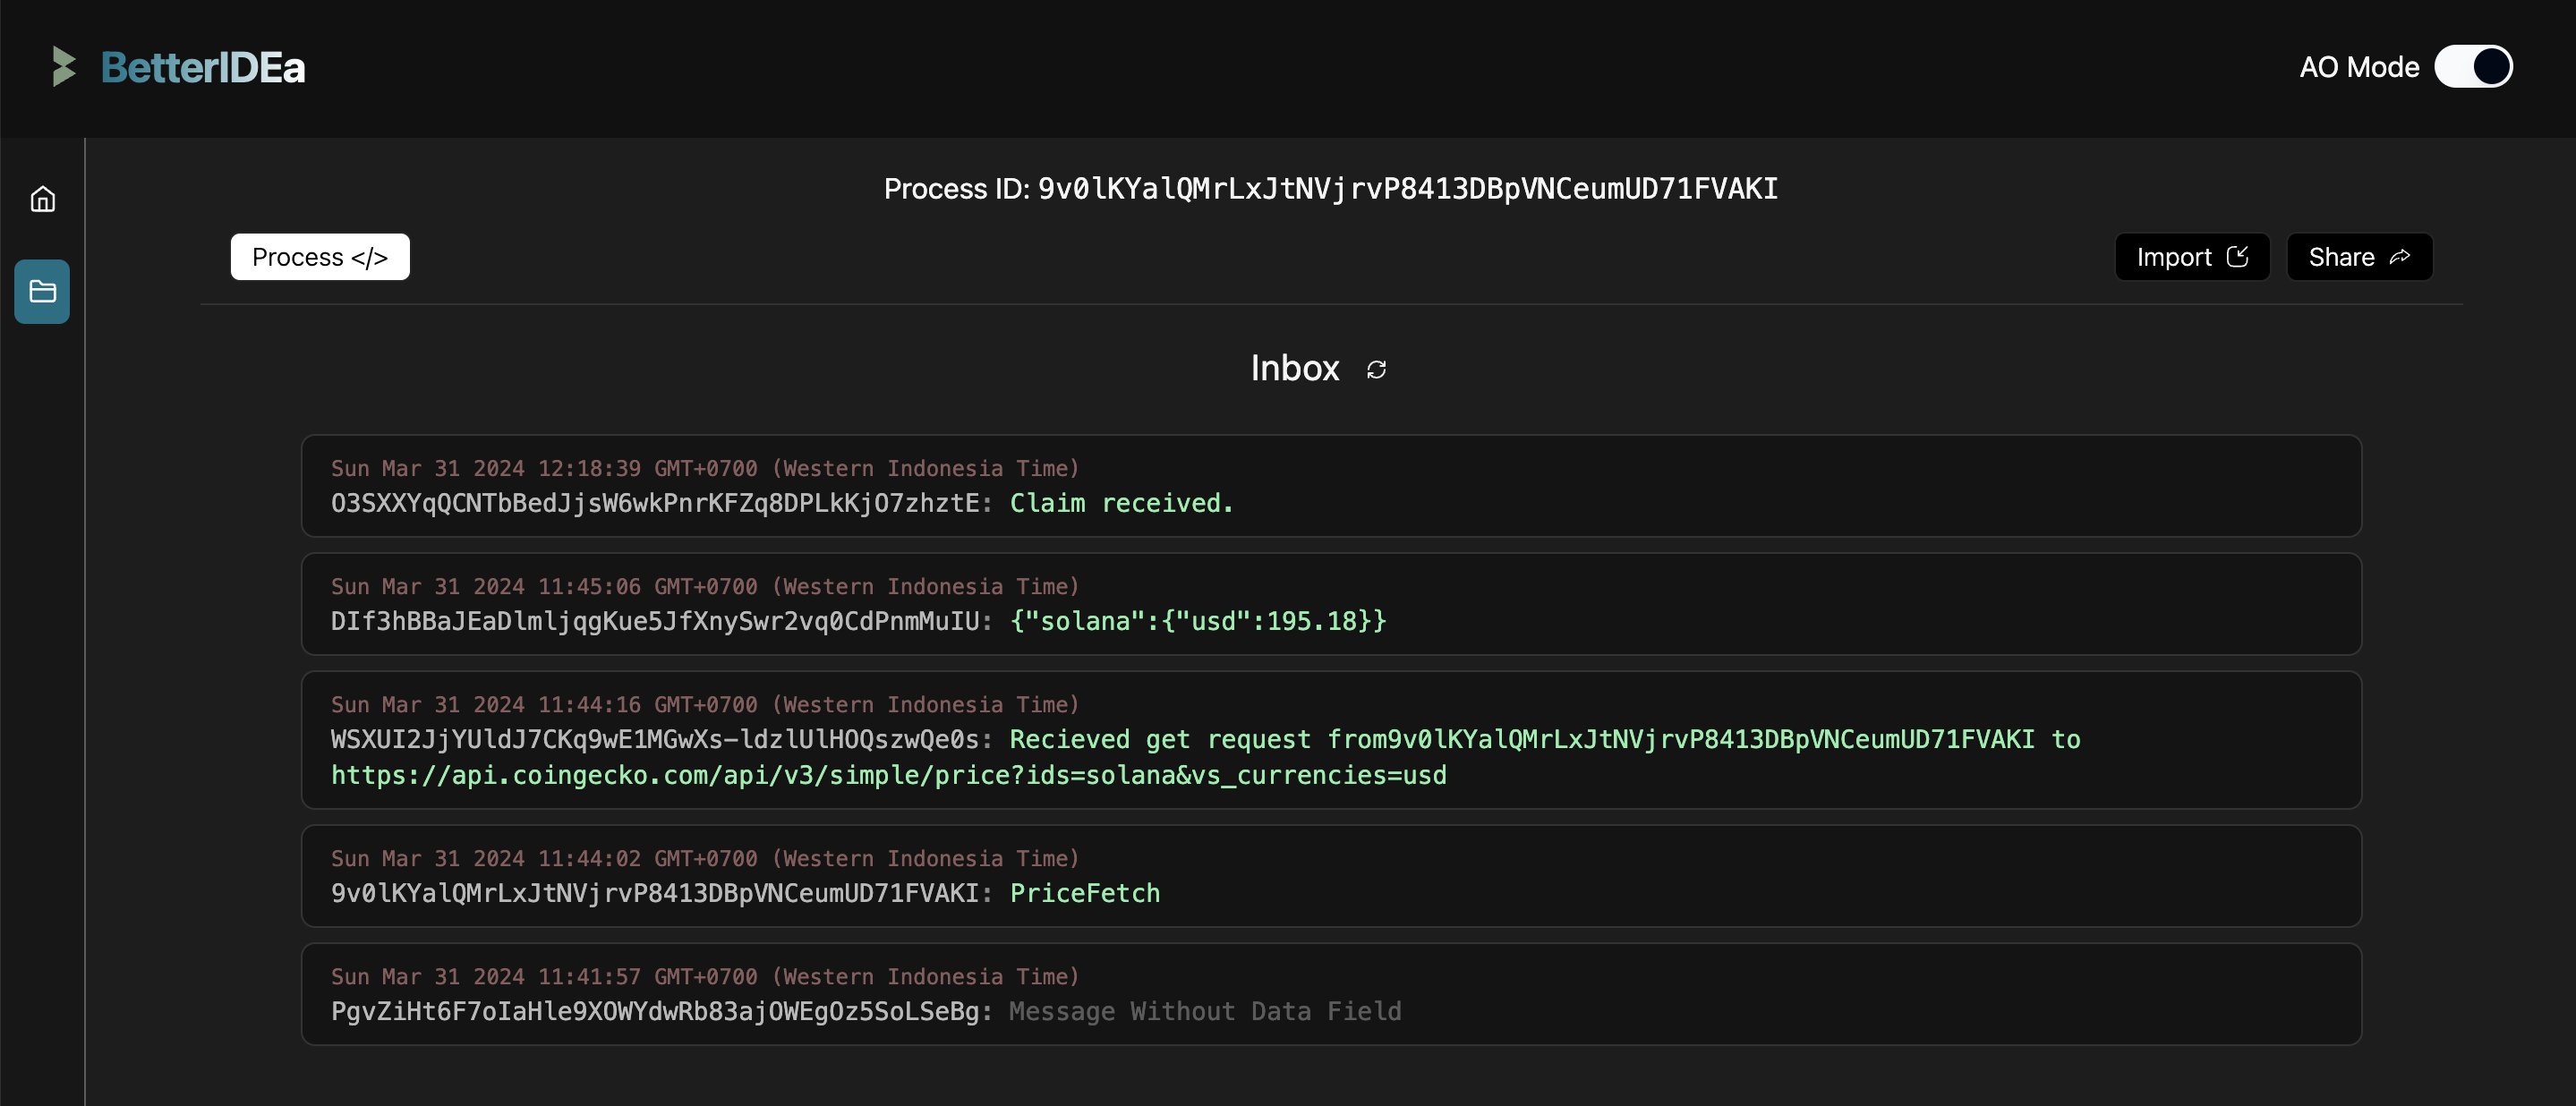 BetterIDEa
AO Mode
Process ID: 9v0lKYalQMrLxJtNVjrvP8413DBpVNCeumUD71FVAKI
Process </>
Import
Share
Inbox
Sun Mar 31 2024 12:18:39 GMT+0700 (Western Indonesia Time)
O3SXXYqQCNTbBedJjsW6wkPnrKFZq8DPLkKjO7zhztE: Claim received.
Sun Mar 31 2024 11:45:06 GMT+0700 (Western Indonesia Time)
DIf3hBBaJEaDlmljqgKue5JfXnySwr2vq0CdPnmMuIU: {"solana":{"usd":195.18}}
Sun Mar 31 2024 11:44:16 GMT+0700 (Western Indonesia Time)
WSXUI2JjYUldJ7CKq9wE1MGwXs-ldzlUlHOQszwQe0s: Recieved get request from9v0lKYalQMrLxJtNVjrvP8413DBpVNCeumUD71FVAKI to
https://api.coingecko.com/api/v3/simple/price?ids=solana&vs_currencies=usd
Sun Mar 31 2024 11:44:02 GMT+0700 (Western Indonesia Time)
9v0lKYalQMrLxJtNVjrvP8413DBpVNCeumUD71FVAKI: PriceFetch
Sun Mar 31 2024 11:41:57 GMT+0700 (Western Indonesia Time)
PgvZiHt6F7oIaHle9XOWYdwRb83ajOWEgOz5SoLSeBg: Message Without Data Field